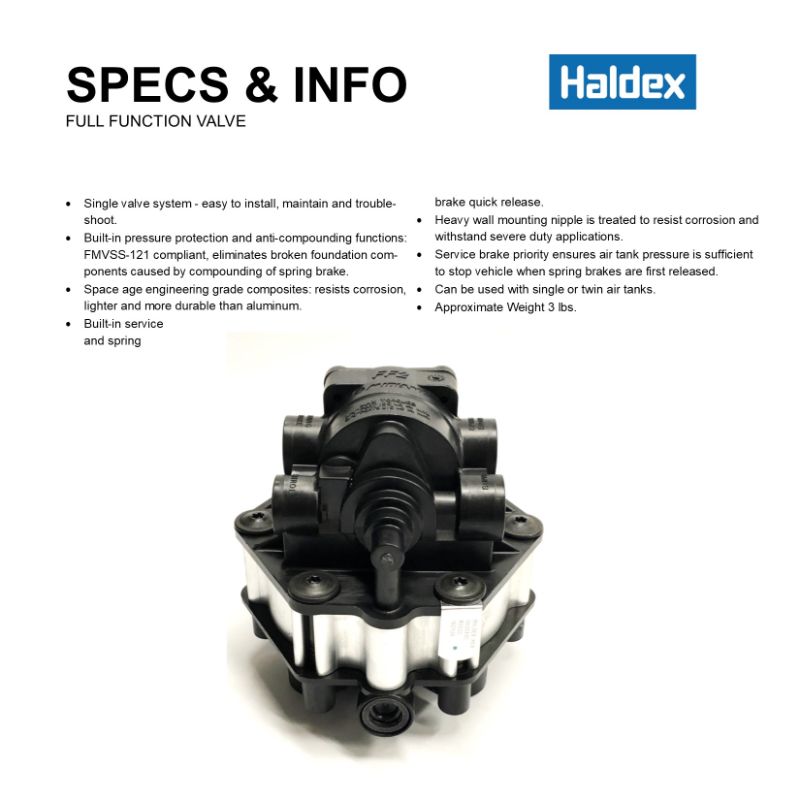 SPECS & INFO
FULL FUNCTION VALVE
Haldex
• Single valve system - easy to install, maintain and trouble-
shoot.
• Built-in pressure protection and anti-compounding functions:
FMVSS-121 compliant, eliminates broken foundation com-
ponents caused by compounding of spring brake.
• Space age engineering grade composites: resists corrosion,
lighter and more durable than aluminum.
• Built-in service
and spring
brake quick release.
• Heavy wall mounting nipple is treated to resist corrosion and
withstand severe duty applications.
• Service brake priority ensures air tank pressure is sufficient
to stop vehicle when spring brakes are first released.
• Can be used with single or twin air tanks.
• Approximate Weight 3 lbs.
FF2